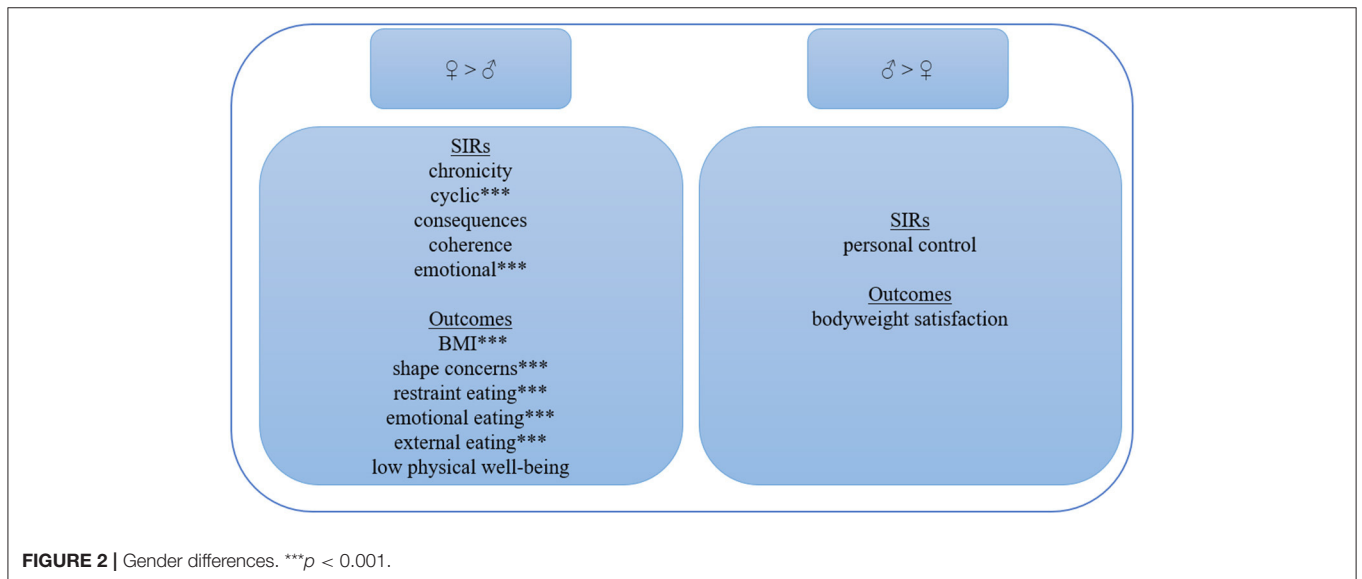 ♀ > ♂
SIRs
chronicity
cyclic***
consequences
coherence
emotional***
Outcomes
BMI***
shape concerns***
restraint eating***
emotional eating***
external eating***
low physical well-being
♂ > ♀
SIRs
personal control
Outcomes
bodyweight satisfaction
FIGURE 2 | Gender differences. ***p < 0.001.